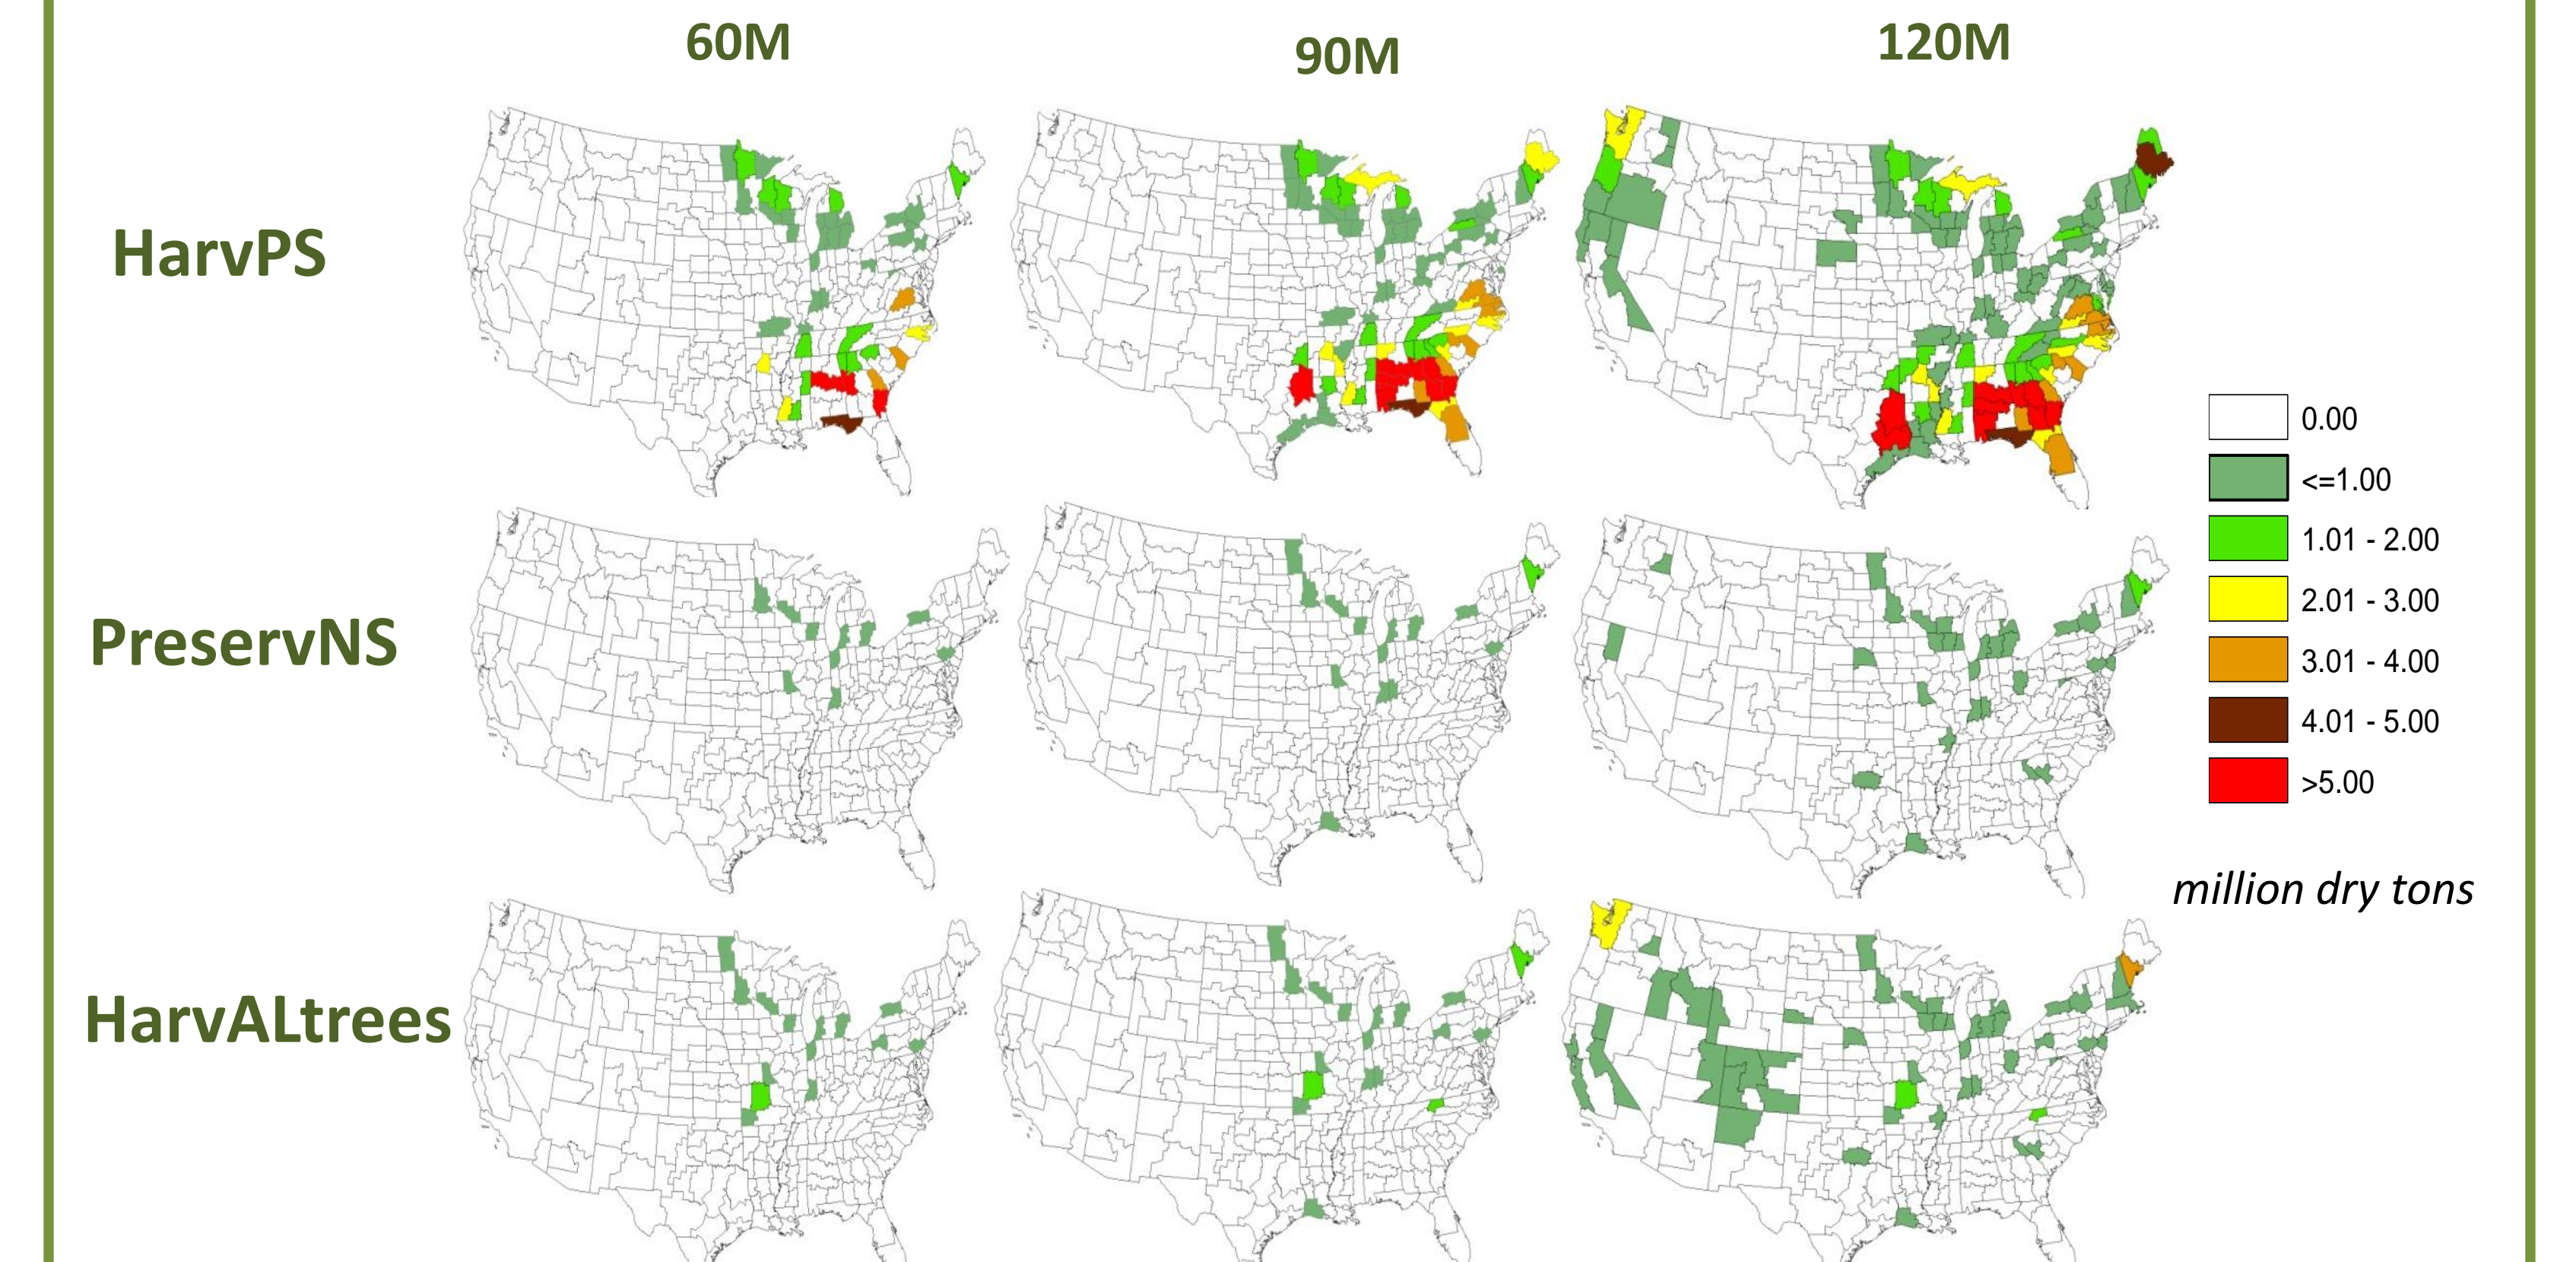 60M
90M
120M
HarvPS
PreservNS
HarvALtrees
0.00
<=1.00
1.01 - 2.00
2.01 - 3.00
3.01 - 4.00
4.01 - 5.00
>5.00
million dry tons